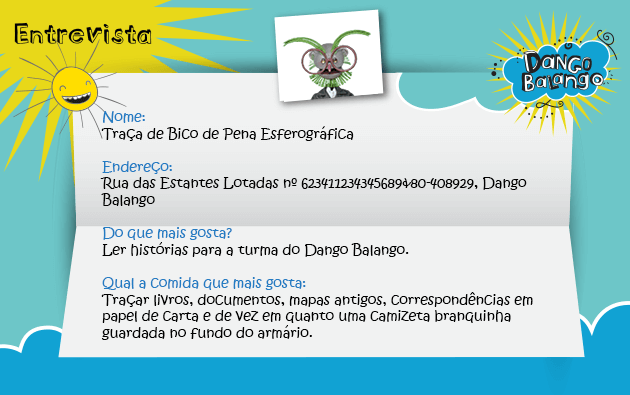 Entrevista
Dango
Balango
Nome:
Traça de Bico de Pena Esferográfica
Endereço:
Rua das Estantes Lotadas nº 6234112343456894v80-408929, Dango
Balango
Do que mais gosta?
Ler histórias para a turma do Dango Balango.
Qual a comida que mais gosta:
Traçar livros, documentos, mapas antigos, correspondências em
papel de carta e de vez em quanto uma camizeta branquinha
guardada no fundo do armário.